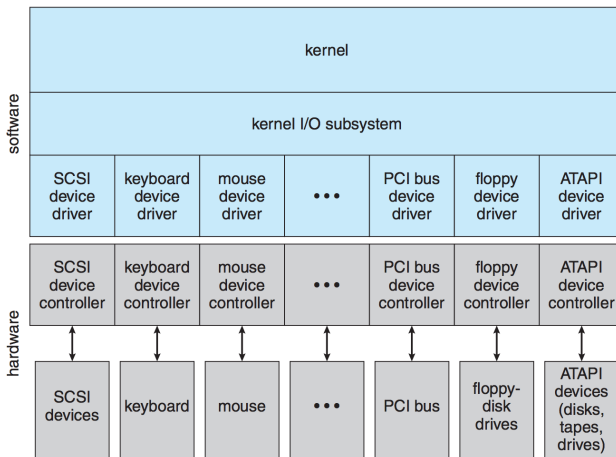 software
kernel
kernel I/O subsystem
SCSI
device
driver
keyboard
device
driver
mouse
device
driver
•••
PCI bus
device
driver
floppy
device
driver
ATAPI
device
driver
hardware
SCSI
device
controller
keyboard
device
controller
mouse
device
controller
•••
PCI bus
device
controller
floppy
device
controller
ATAPI
device
controller
SCSI
devices
keyboard
mouse
•••
PCI bus
floppy-
disk
drives
ATAPI
devices
(disks,
tapes,
drives)